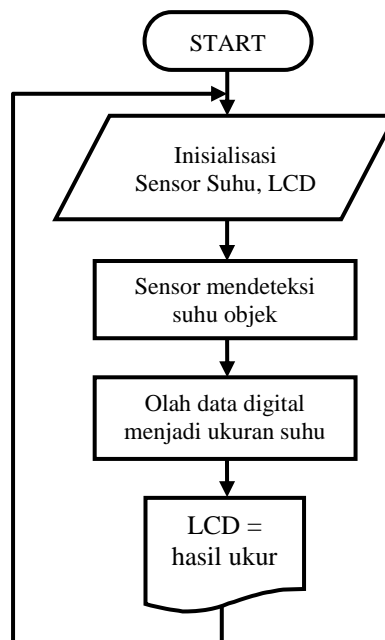 START
Inisialisasi
Sensor Suhu, LCD
Sensor mendeteksi
suhu objek
Olah data digital
menjadi ukuran suhu
LCD =
hasil ukur